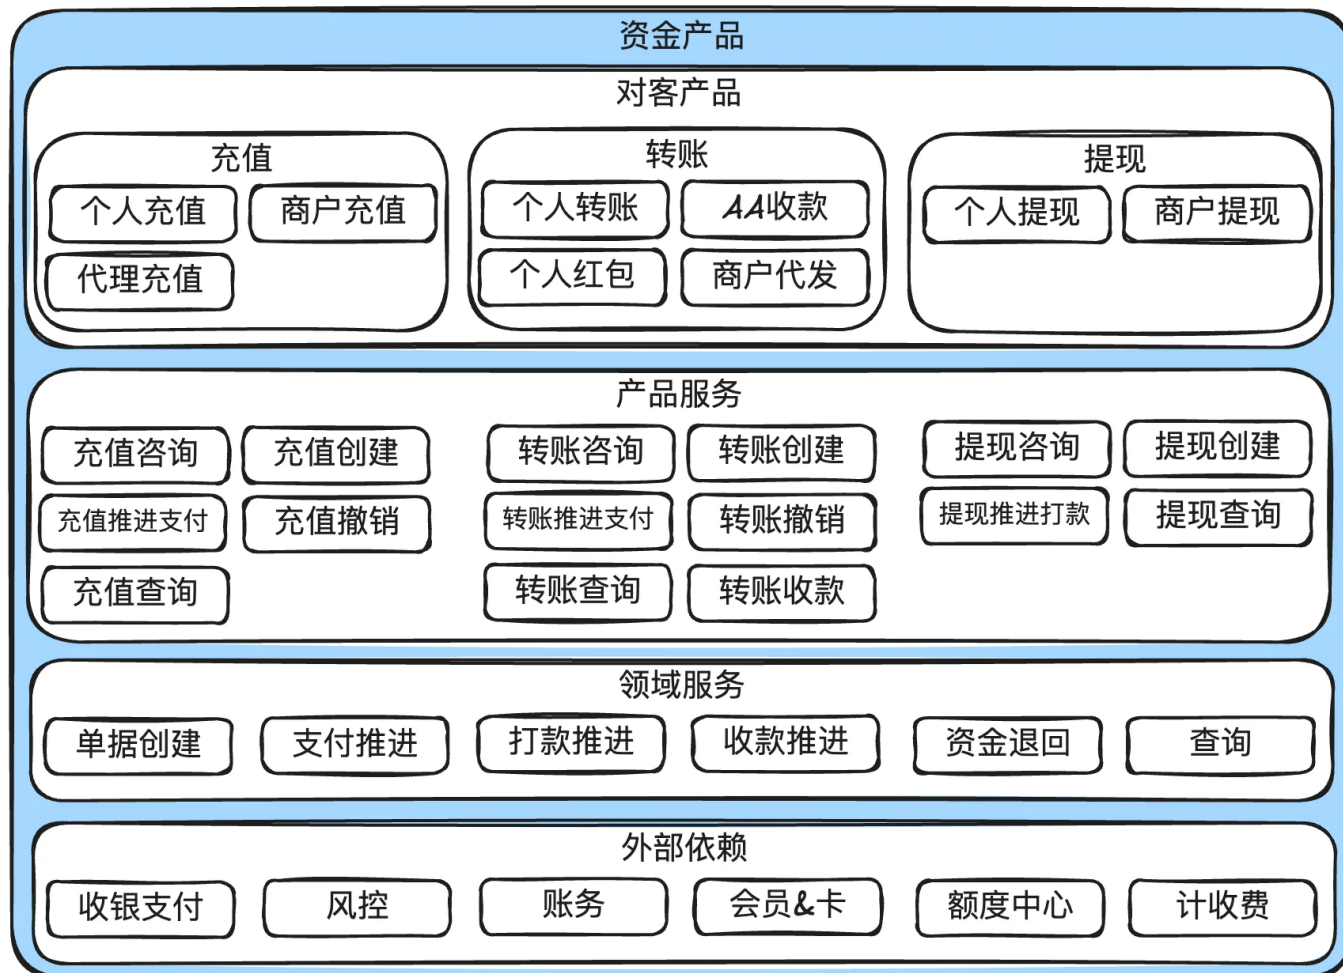 资金产品
对客产品
充值
个人充值
商户充值
代理充值
转账
个人转账
AA收款
个人红包
商户代发
提现
个人提现
商户提现
产品服务
充值咨询
充值创建
充值推进支付
充值撤销
充值查询
转账咨询
转账创建
转账推进支付
转账撤销
转账查询
转账收款
提现咨询
提现创建
提现推进打款
提现查询
领域服务
单据创建
支付推进
打款推进
收款推进
资金退回
查询
外部依赖
收银支付
风控
账务
会员&卡
额度中心
计收费